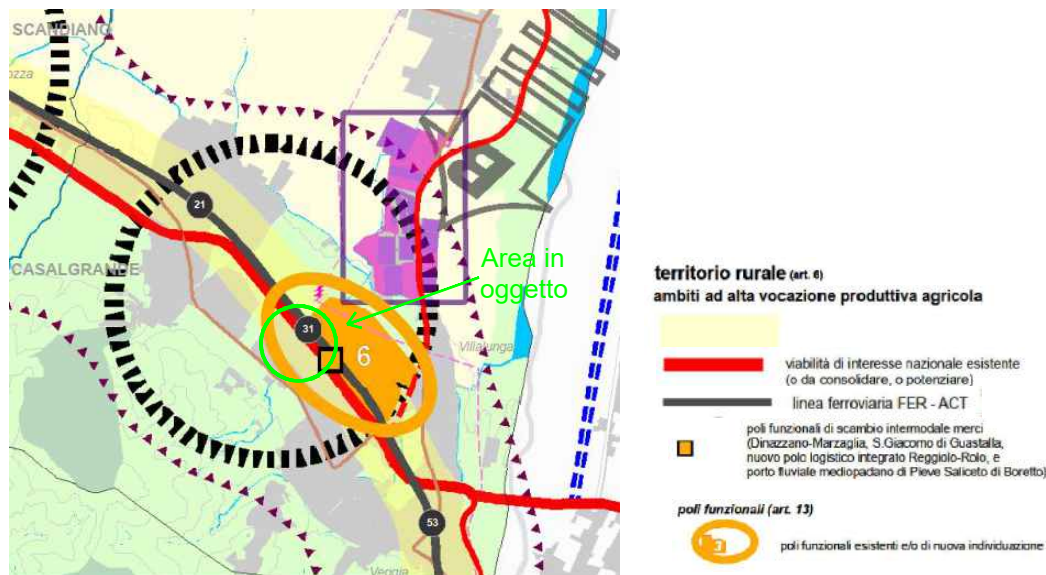 SCANDIANO
21
CASALGRANDE
Area in
oggetto
31
6
Villalunga
53
Veggia
territorio rurale (art. 6)
ambiti ad alta vocazione produttiva agricola
viabilità di interesse nazionale esistente
(o da consolidare, o potenziare)
linea ferroviaria FER - ACT
poli funzionali di scambio intermodale merci
(Dinazzano-Marzaglia, S.Giacomo di Guastalla,
nuovo polo logistico integrato Reggiolo-Rolo, e
porto fluviale mediopadano di Pieve Saliceto di Boretto)
poli funzionali (art. 13)
poli funzionali esistenti e/o di nuova individuazione